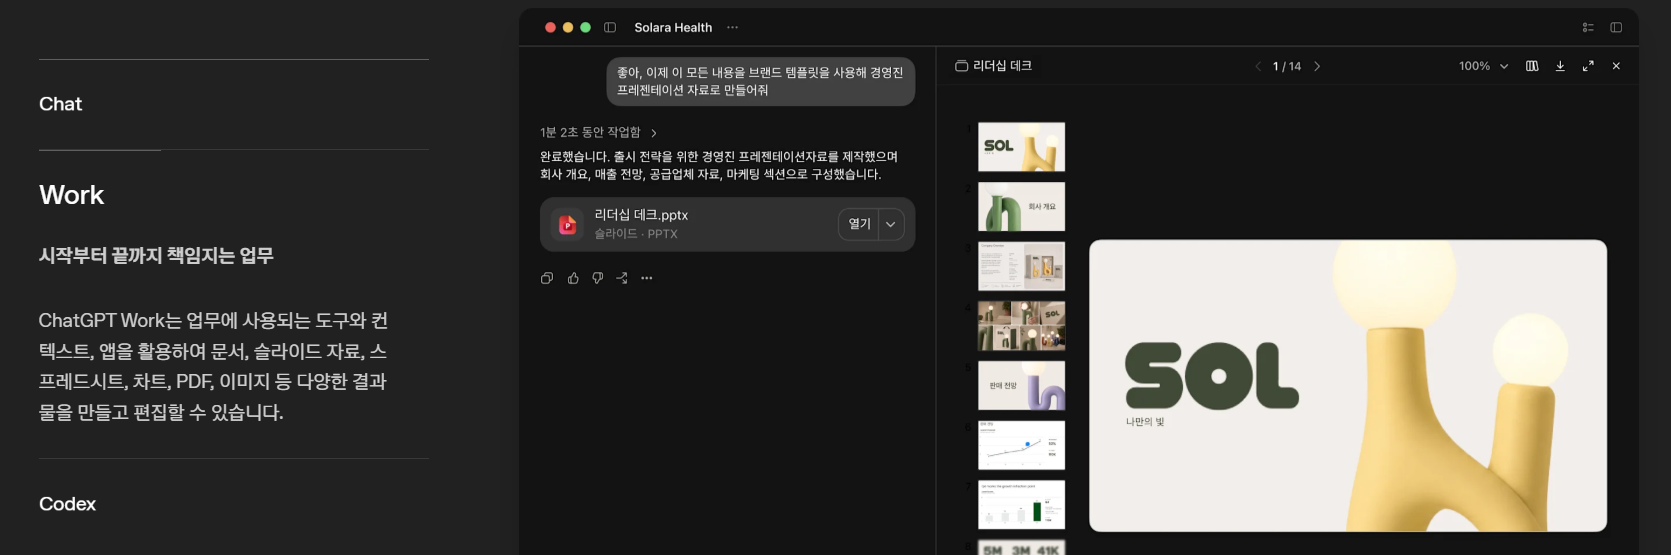 Chat
Work
시작부터 끝까지 책임지는 업무
ChatGPT Work는 업무에 사용되는 도구와 컨
텍스트, 앱을 활용하여 문서, 슬라이드 자료, 스
프레드시트, 차트, PDF, 이미지 등 다양한 결과
물을 만들고 편집할 수 있습니다.
Codex
Solara Health
좋아, 이제 이 모든 내용을 브랜드 템플릿을 사용해 경영진
프레젠테이션 자료로 만들어줘
1분 2초 동안 작업함
완료했습니다. 출시 전략을 위한 경영진 프레젠테이션자료를 제작했으며
회사 개요, 매출 전망, 공급업체 자료, 마케팅 섹션으로 구성했습니다.
리더십 데크.pptx
슬라이드 · PPTX
열기
리더십 데크
1 / 14
100%
SOL
회사 개요
SOL
판매 전망
5M 3M 41K
SOL
나만의 빛